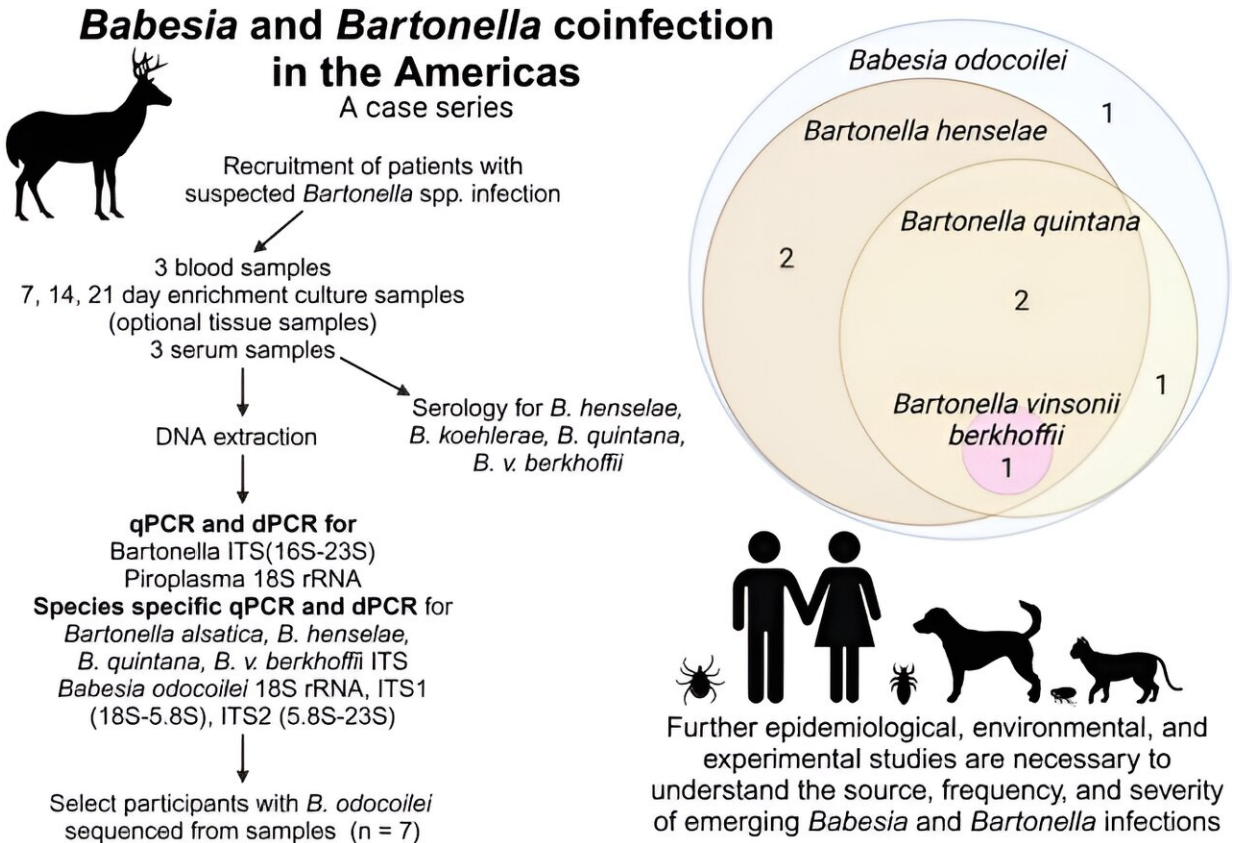 Babesia and Bartonella coinfection
in the Americas
A case series
Recruitment of patients with
suspected Bartonella spp. infection
3 blood samples
7, 14, 21 day enrichment culture samples
(optional tissue samples)
3 serum samples
Serology for B. henselae,
B. koehlerae, B. quintana,
B. v. berkhoffii
DNA extraction
qPCR and dPCR for
Bartonella ITS(16S-23S)
Piroplasma 18S rRNA
Species specific qPCR and dPCR for
Bartonella alsatica, B. henselae,
B. quintana, B. v. berkhoffii ITS
Babesia odocoilei 18S rRNA, ITS1
(18S-5.8S), ITS2 (5.8S-23S)
Select participants with B. odocoilei
sequenced from samples (n = 7)
Babesia odocoilei
1
Bartonella henselae
Bartonella quintana
2
2
1
Bartonella vinsonii
berkhoffii
1
Further epidemiological, environmental, and
experimental studies are necessary to
understand the source, frequency, and severity
of emerging Babesia and Bartonella infections